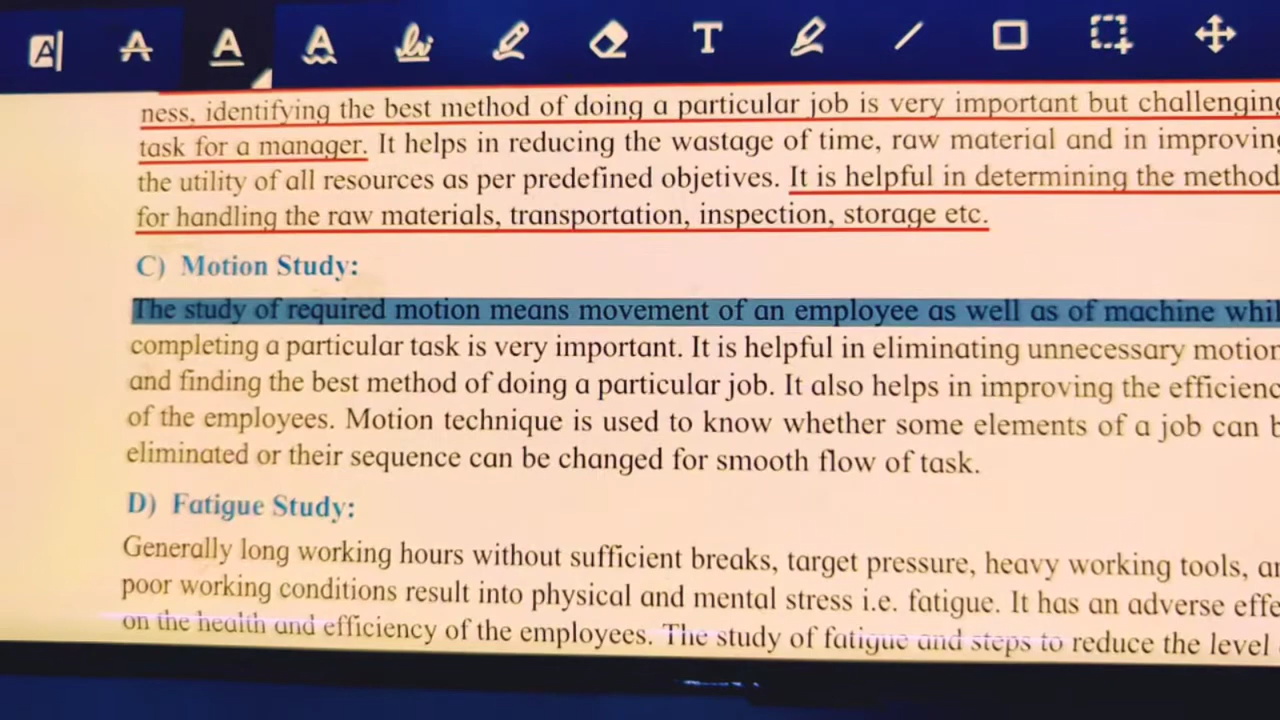 ness, identifying the best method of doing a particular job is very important but challenging
task for a manager. It helps in reducing the wastage of time, raw material and in improving
the utility of all resources as per predefined objetives. It is helpful in determining the method
for handling the raw materials, transportation, inspection, storage etc.
C) Motion Study:
The study of required motion means movement of an employee as well as of machine whil
completing a particular task is very important. It is helpful in eliminating unnecessary motion
and finding the best method of doing a particular job. It also helps in improving the efficienc
of the employees. Motion technique is used to know whether some elements of a job can b
eliminated or their sequence can be changed for smooth flow of task.
D) Fatigue Study:
Generally long working hours without sufficient breaks, target pressure, heavy working tools, an
poor working conditions result into physical and mental stress i.e. fatigue. It has an adverse effe
on the health and efficiency of the employees. The study of fatigue and steps to reduce the level